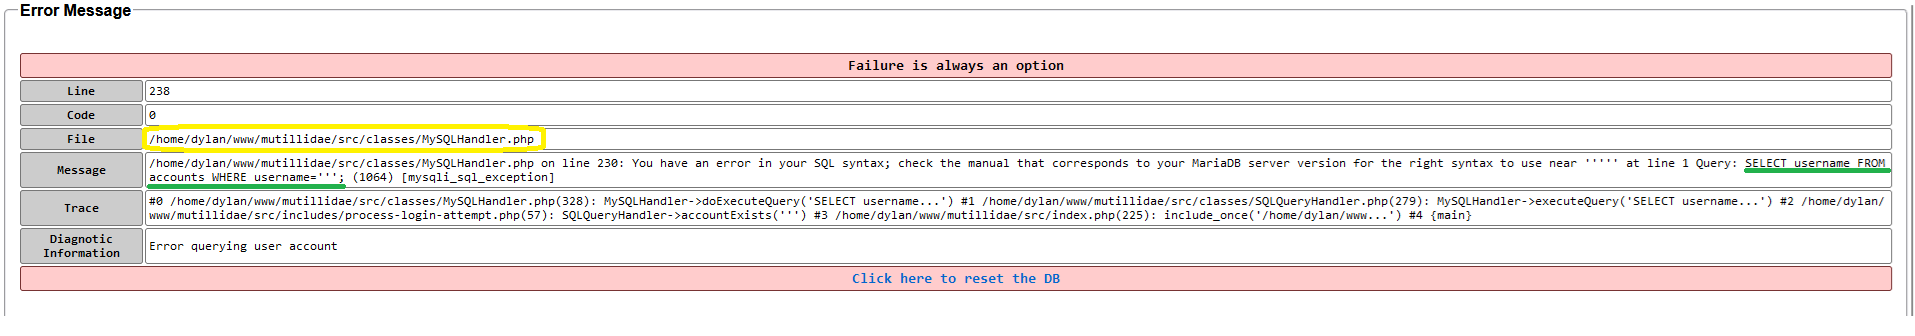 Error Message
Failure is always an option
Line 238
Code 0
File /home/dylan/www/mutillidae/src/classes/MySQLHandler.php
Message /home/dylan/www/mutillidae/src/classes/MySQLHandler.php on line 230: You have an error in your SQL syntax; check the manual that corresponds to your MariaDB server version for the right syntax to use near ''''' at line 1 Query: SELECT username FROM
accounts WHERE username='''; (1064) [mysqli_sql_exception]
Trace #0 /home/dylan/www/mutillidae/src/classes/MySQLHandler.php(328): MySQLHandler->doExecuteQuery('SELECT username...') #1 /home/dylan/www/mutillidae/src/classes/SQLQueryHandler.php(279): MySQLHandler->executeQuery('SELECT username...') #2 /home/dylan/
www/mutillidae/src/includes/process-login-attempt.php(57): SQLQueryHandler->accountExists(''') #3 /home/dylan/www/mutillidae/src/index.php(225): include_once('/home/dylan/www...') #4 {main}
Diagnotic
Information Error querying user account
Click here to reset the DB